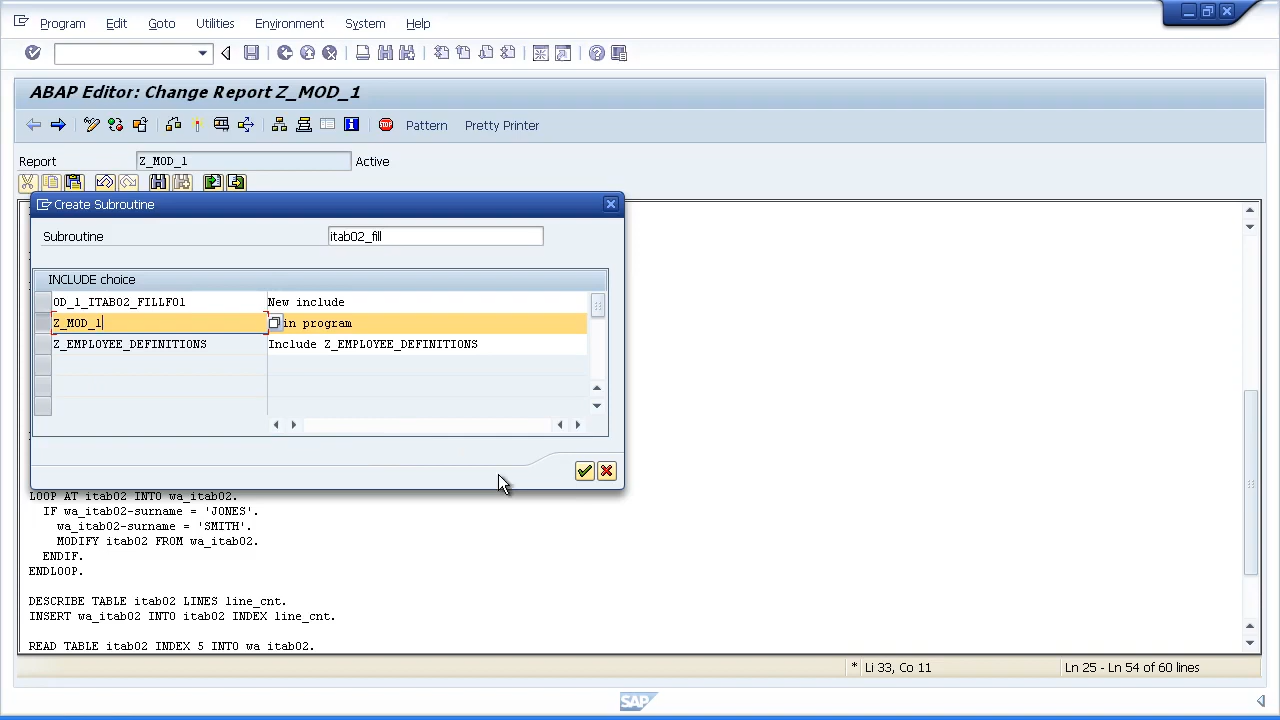 Program Edit Goto Utilities Environment System Help
ABAP Editor: Change Report Z_MOD_1
Pattern Pretty Printer
Report Z_MOD_1 Active
Create Subroutine
Subroutine itab02_fill
INCLUDE choice
OD_1_ITAB02_FILLF01 New include
Z_MOD_1 in program
Z_EMPLOYEE_DEFINITIONS Include Z_EMPLOYEE_DEFINITIONS
LOOP AT itab02 INTO wa_itab02.
IF wa_itab02-surname = 'JONES'.
wa_itab02-surname = 'SMITH'.
MODIFY itab02 FROM wa_itab02.
ENDIF.
ENDLOOP.
DESCRIBE TABLE itab02 LINES line_cnt.
INSERT wa_itab02 INTO itab02 INDEX line_cnt.
READ TABLE itab02 INDEX 5 INTO wa_itab02.
* Li 33, Co 11 Ln 25 - Ln 54 of 60 lines
SAP